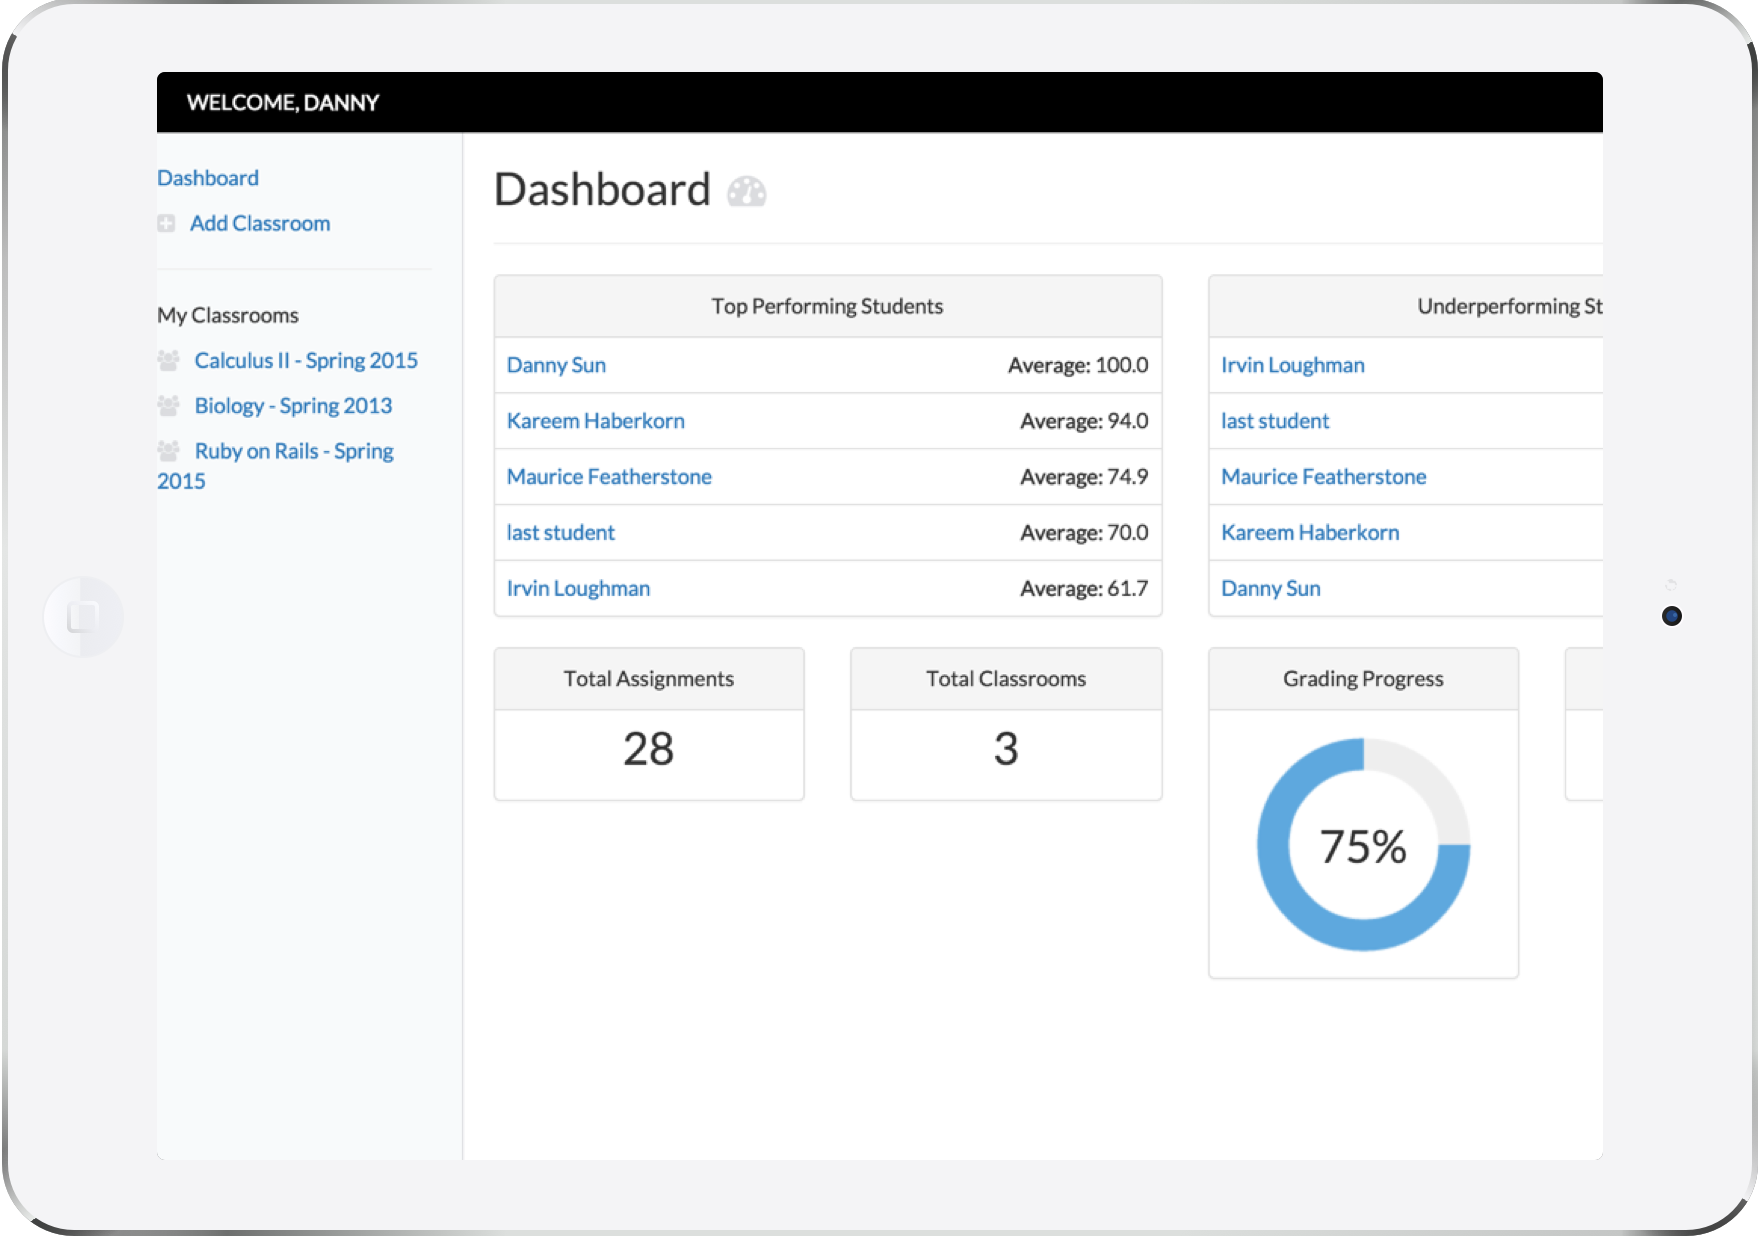 WELCOME, DANNY
Dashboard
Add Classroom
My Classrooms
Calculus II - Spring 2015
Biology - Spring 2013
Ruby on Rails - Spring
2015
Dashboard
Top Performing Students
Danny Sun Average: 100.0
Kareem Haberkorn Average: 94.0
Maurice Featherstone Average: 74.9
last student Average: 70.0
Irvin Loughman Average: 61.7
Underperforming St
Irvin Loughman
last student
Maurice Featherstone
Kareem Haberkorn
Danny Sun
Total Assignments
28
Total Classrooms
3
Grading Progress
75%